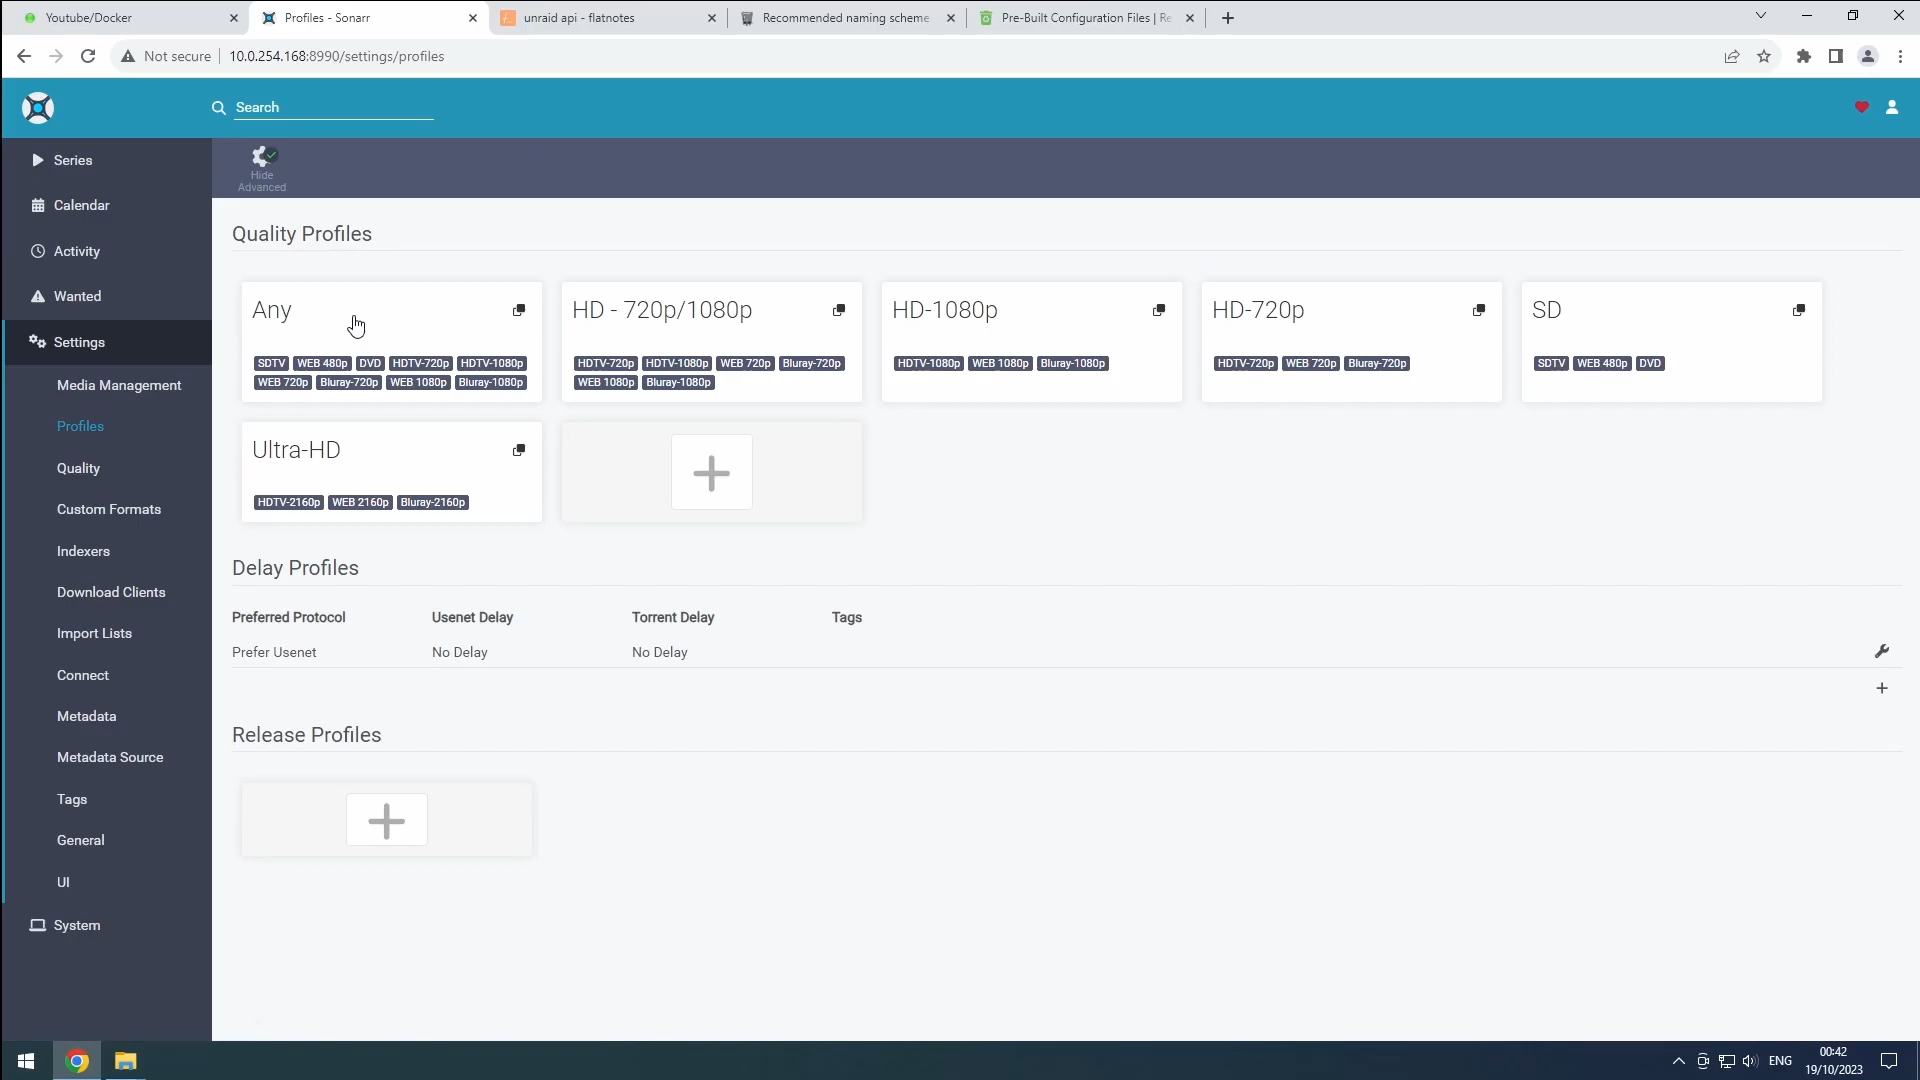 Youtube/Docker
Profiles - Sonarr
unraid api - flatnotes
Recommended naming scheme
Pre-Built Configuration Files | Re
Not secure
10.0.254.168:8990/settings/profiles
Search
Series
Calendar
Activity
Wanted
Settings
Media Management
Profiles
Quality
Custom Formats
Indexers
Download Clients
Import Lists
Connect
Metadata
Metadata Source
Tags
General
UI
System
Hide
Advanced
Quality Profiles
Any
SDTV WEB 480p DVD HDTV-720p HDTV-1080p
WEB 720p Bluray-720p WEB 1080p Bluray-1080p
HD - 720p/1080p
HDTV-720p HDTV-1080p WEB 720p Bluray-720p
WEB 1080p Bluray-1080p
HD-1080p
HDTV-1080p WEB 1080p Bluray-1080p
HD-720p
HDTV-720p WEB 720p Bluray-720p
SD
SDTV WEB 480p DVD
Ultra-HD
HDTV-2160p WEB 2160p Bluray-2160p
Delay Profiles
Preferred Protocol Usenet Delay Torrent Delay Tags
Prefer Usenet No Delay No Delay
Release Profiles
ENG
00:42
19/10/2023